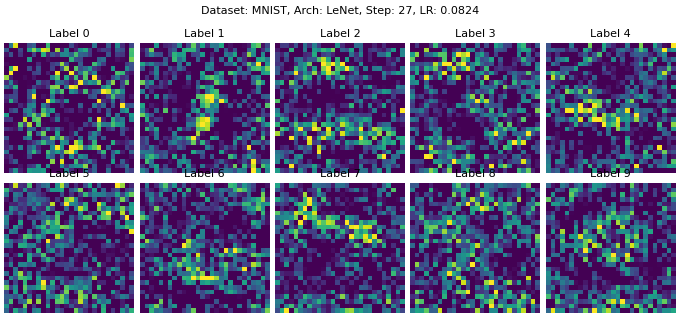 Dataset: MNIST, Arch: LeNet, Step: 27, LR: 0.0824
Label 0
Label 1
Label 2
Label 3
Label 4
Label 5
Label 6
Label 7
Label 8
Label 9